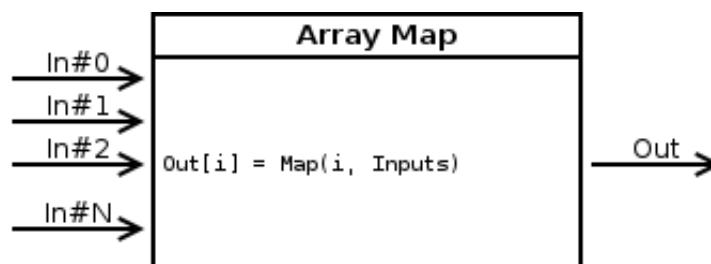 Array Map
In#0
In#1
In#2
Out[i] = Map(i, Inputs)
Out
In#N